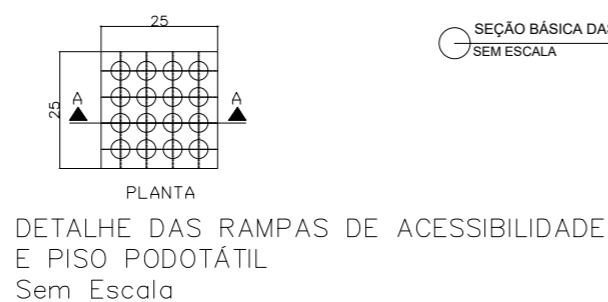 25
SEÇÃO BÁSICA DAS
SEM ESCALA
25
A
A
PLANTA
DETALHE DAS RAMPAS DE ACESSIBILIDADE
E PISO PODOTÁTIL
Sem Escala